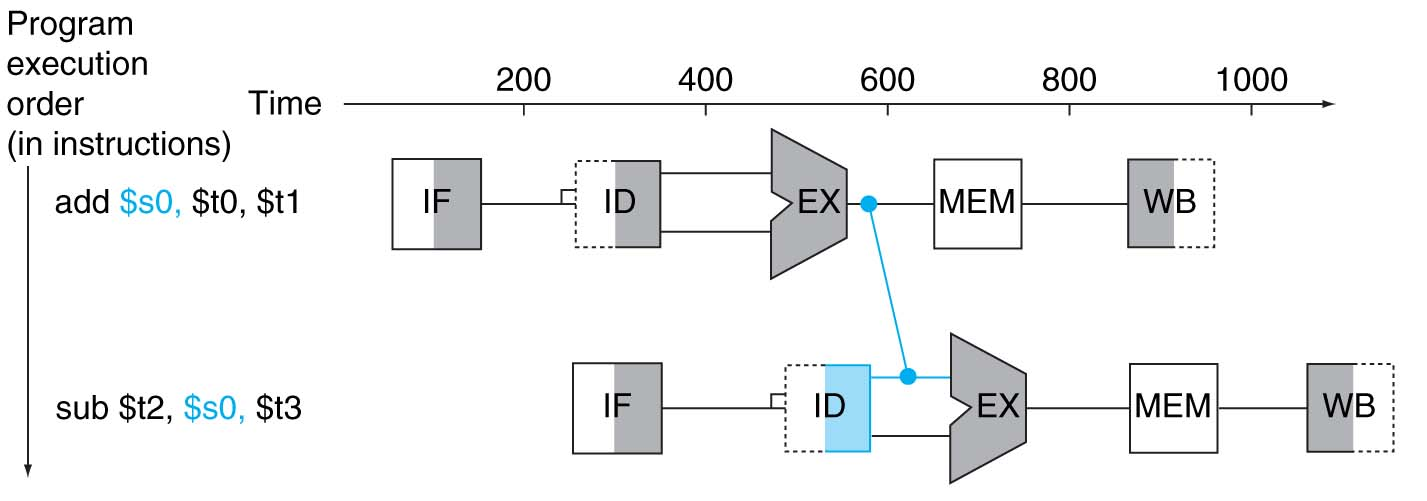 Program
execution
order
(in instructions)
Time
200 400 600 800 1000
add $s0, $t0, $t1
IF ID EX MEM WB
sub $t2, $s0, $t3
IF ID EX MEM WB